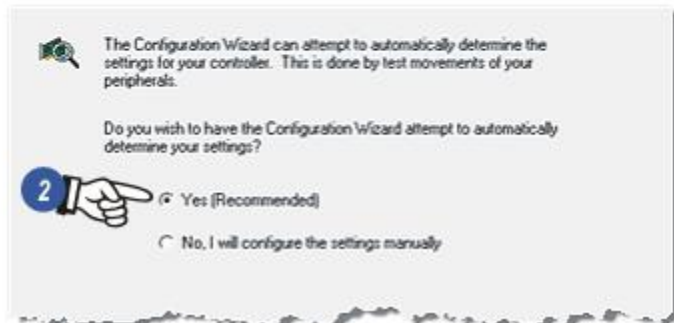 The Configuration Wizard can attempt to automatically determine the
settings for your controller. This is done by test movements of your
peripherals.
Do you wish to have the Configuration Wizard attempt to automatically
determine your settings?
2
Yes (Recommended)
No, I will configure the settings manually